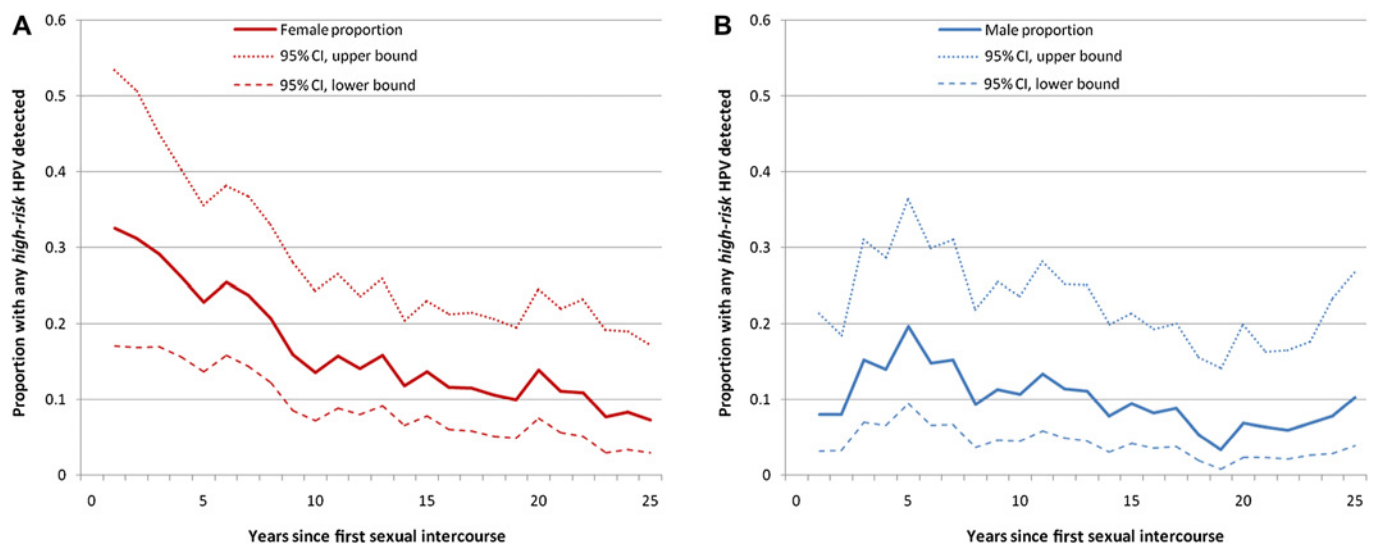 A
Female proportion
95% CI, upper bound
95% CI, lower bound
Proportion with any high-risk HPV detected
0.6
0.5
0.4
0.3
0.2
0.1
0
0 5 10 15 20 25
Years since first sexual intercourse
B
Male proportion
95% CI, upper bound
95% CI, lower bound
Proportion with any high-risk HPV detected
0.6
0.5
0.4
0.3
0.2
0.1
0
0 5 10 15 20 25
Years since first sexual intercourse